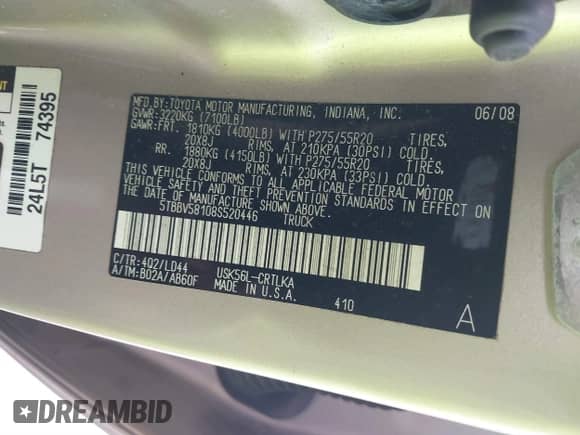 NT
24L5T 74395
MFD.BY: TOYOTA MOTOR MANUFACTURING, INDIANA, INC. 06/08
GVWR: 3220KG (7100LB)
GAWR: FRT. 1810KG (4000LB) WITH P275/55R20 TIRES,
20X8J RIMS, AT 210KPA (30PSI) COLD.
RR. 1880KG (4150LB) WITH P275/55R20 TIRES,
20X8J RIMS, AT 230KPA (33PSI) COLD.
THIS VEHICLE CONFORMS TO ALL APPLICABLE FEDERAL MOTOR
VEHICLE SAFETY STANDARDS IN EFFECT ON
THE DATE OF MANUFACTURE SHOWN ABOVE.
5TBBV58108S520446 TRUCK
C/TR: 4Q2/LD44 USK56L-CRTLKA
A/TM: B02A/AB60F MADE IN U.S.A. 410
A
DREAMBID